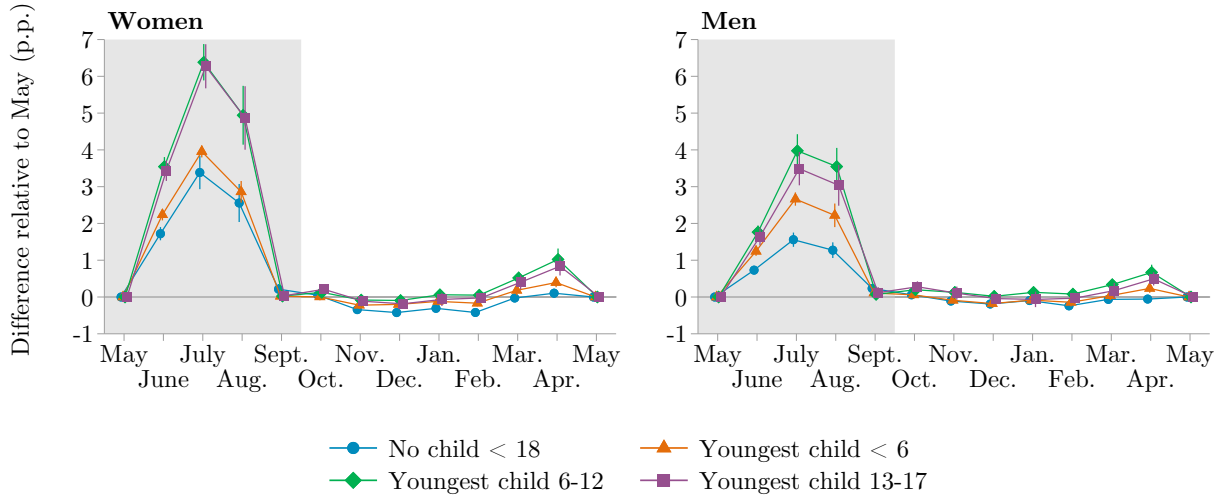 Women
Men
Difference relative to May (p.p.)
7
6
5
4
3
2
1
0
-1
May
June
July
Aug.
Sept.
Oct.
Nov.
Dec.
Jan.
Feb.
Mar.
Apr.
May
7
6
5
4
3
2
1
0
-1
May
June
July
Aug.
Sept.
Oct.
Nov.
Dec.
Jan.
Feb.
Mar.
Apr.
May
No child < 18
Youngest child < 6
Youngest child 6-12
Youngest child 13-17